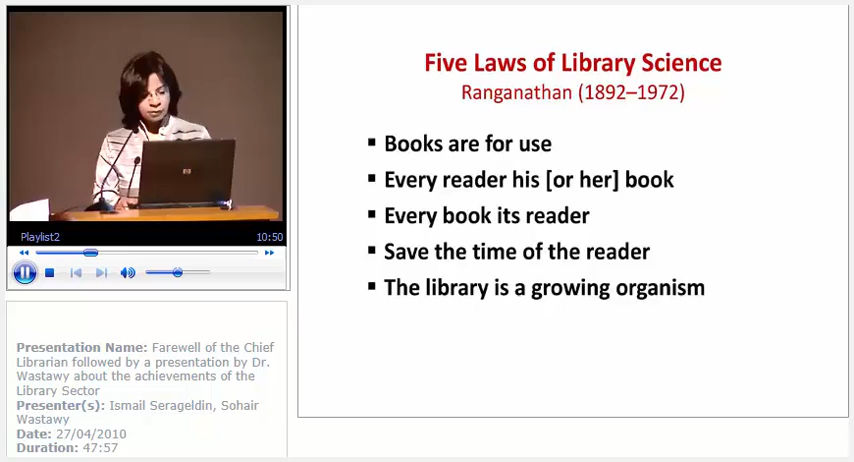 Playlist2 10:50
Presentation Name: Farewell of the Chief
Librarian followed by a presentation by Dr.
Wastawy about the achievements of the
Library Sector
Presenter(s): Ismail Serageldin, Sohair
Wastawy
Date: 27/04/2010
Duration: 47:57
Five Laws of Library Science
Ranganathan (1892–1972)
▪ Books are for use
▪ Every reader his [or her] book
▪ Every book its reader
▪ Save the time of the reader
▪ The library is a growing organism